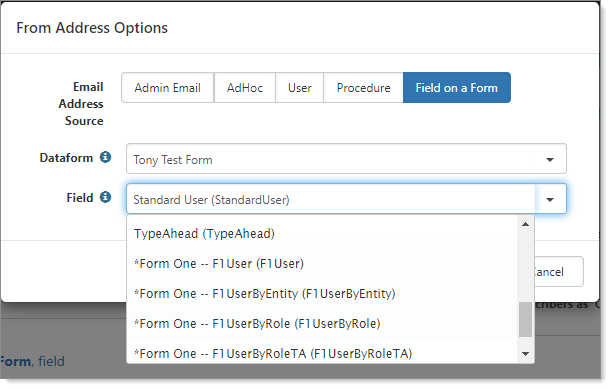 From Address Options
Email Address Source
Admin Email
AdHoc
User
Procedure
Field on a Form
Dataform
Tony Test Form
Field
Standard User (StandardUser)
TypeAhead (TypeAhead)
*Form One -- F1User (F1User)
*Form One -- F1UserByEntity (F1UserByEntity)
*Form One -- F1UserByRole (F1UserByRole)
*Form One -- F1UserByRoleTA (F1UserByRoleTA)
Cancel
as
Form, field